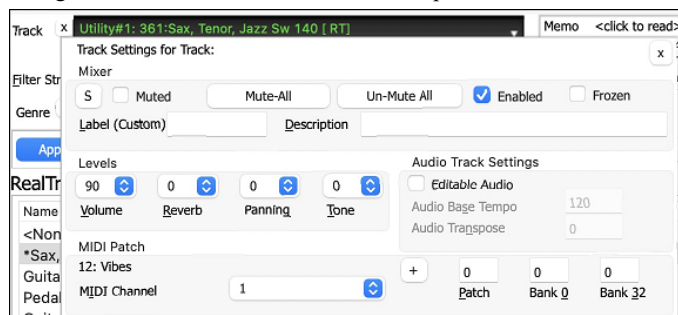 Track x Utility#1: 361:Sax, Tenor, Jazz Sw 140 [ RT] Memo <click to read>
Track Settings for Track: x
Mixer
Filter Str
S Muted Mute-All Un-Mute All Enabled Frozen
Genre
Label (Custom) Description
App
Levels Audio Track Settings
RealTr
90 0 0 0 Editable Audio
Name Volume Reverb Panning Tone Audio Base Tempo 120
<Non Audio Transpose 0
*Sax, MIDI Patch
Guita 12: Vibes + 0 0 0
Pedal MIDI Channel 1 Patch Bank 0 Bank 32